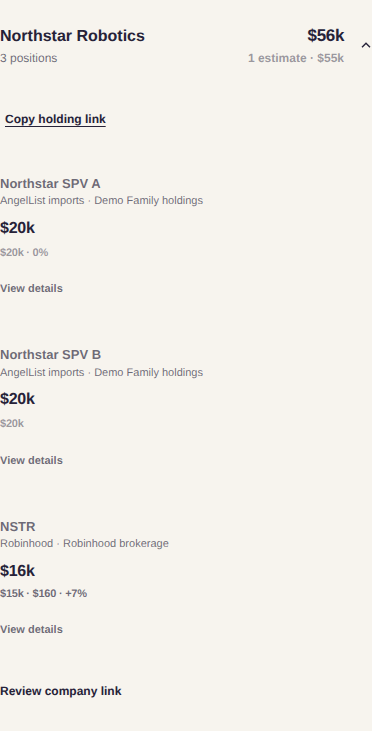 Northstar Robotics
$56k
3 positions
1 estimate · $55k
Copy holding link
Northstar SPV A
AngelList imports · Demo Family holdings
$20k
$20k · 0%
View details
Northstar SPV B
AngelList imports · Demo Family holdings
$20k
$20k
View details
NSTR
Robinhood · Robinhood brokerage
$16k
$15k · $160 · +7%
View details
Review company link